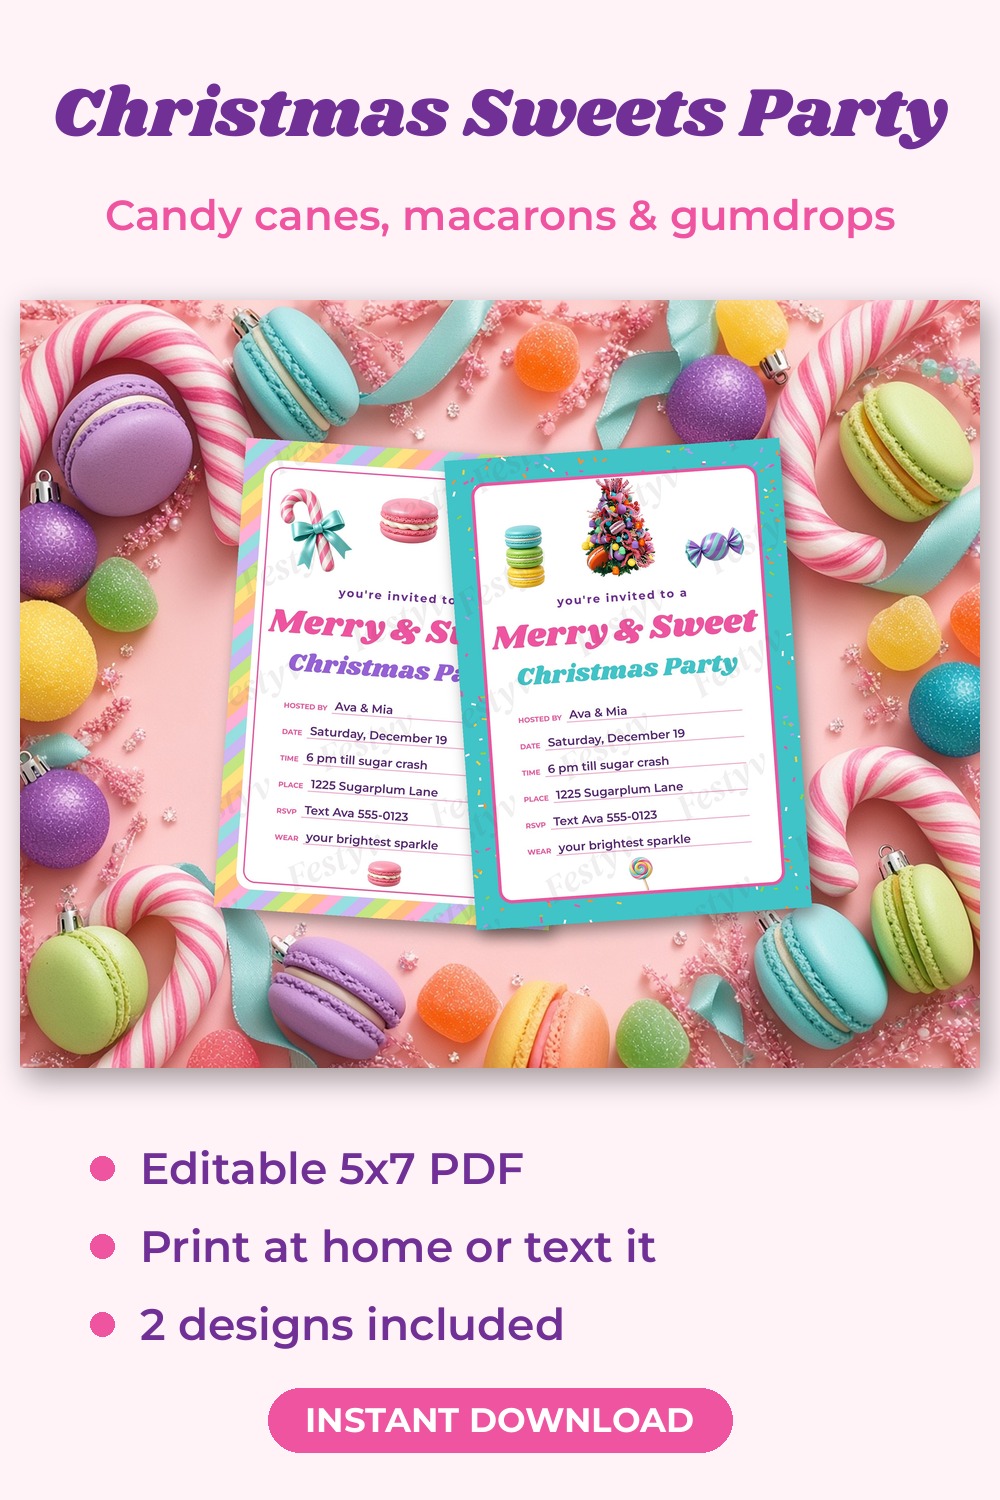 Christmas Sweets Party
Candy canes, macarons & gumdrops
you're invited to
Merry &
Christmas
HOSTED BY Ava & Mia
DATE Saturday, December 19
TIME 6 pm till sugar crash
PLACE 1225 Sugarplum Lane
RSVP Text Ava 555-0123
WEAR your brightest sparkle
you're invited to a
Merry & Sweet
Christmas Party
HOSTED BY Ava & Mia
DATE Saturday, December 19
TIME 6 pm till sugar crash
PLACE 1225 Sugarplum Lane
RSVP Text Ava 555-0123
WEAR your brightest sparkle
Festyv
Editable 5x7 PDF
Print at home or text it
2 designs included
INSTANT DOWNLOAD